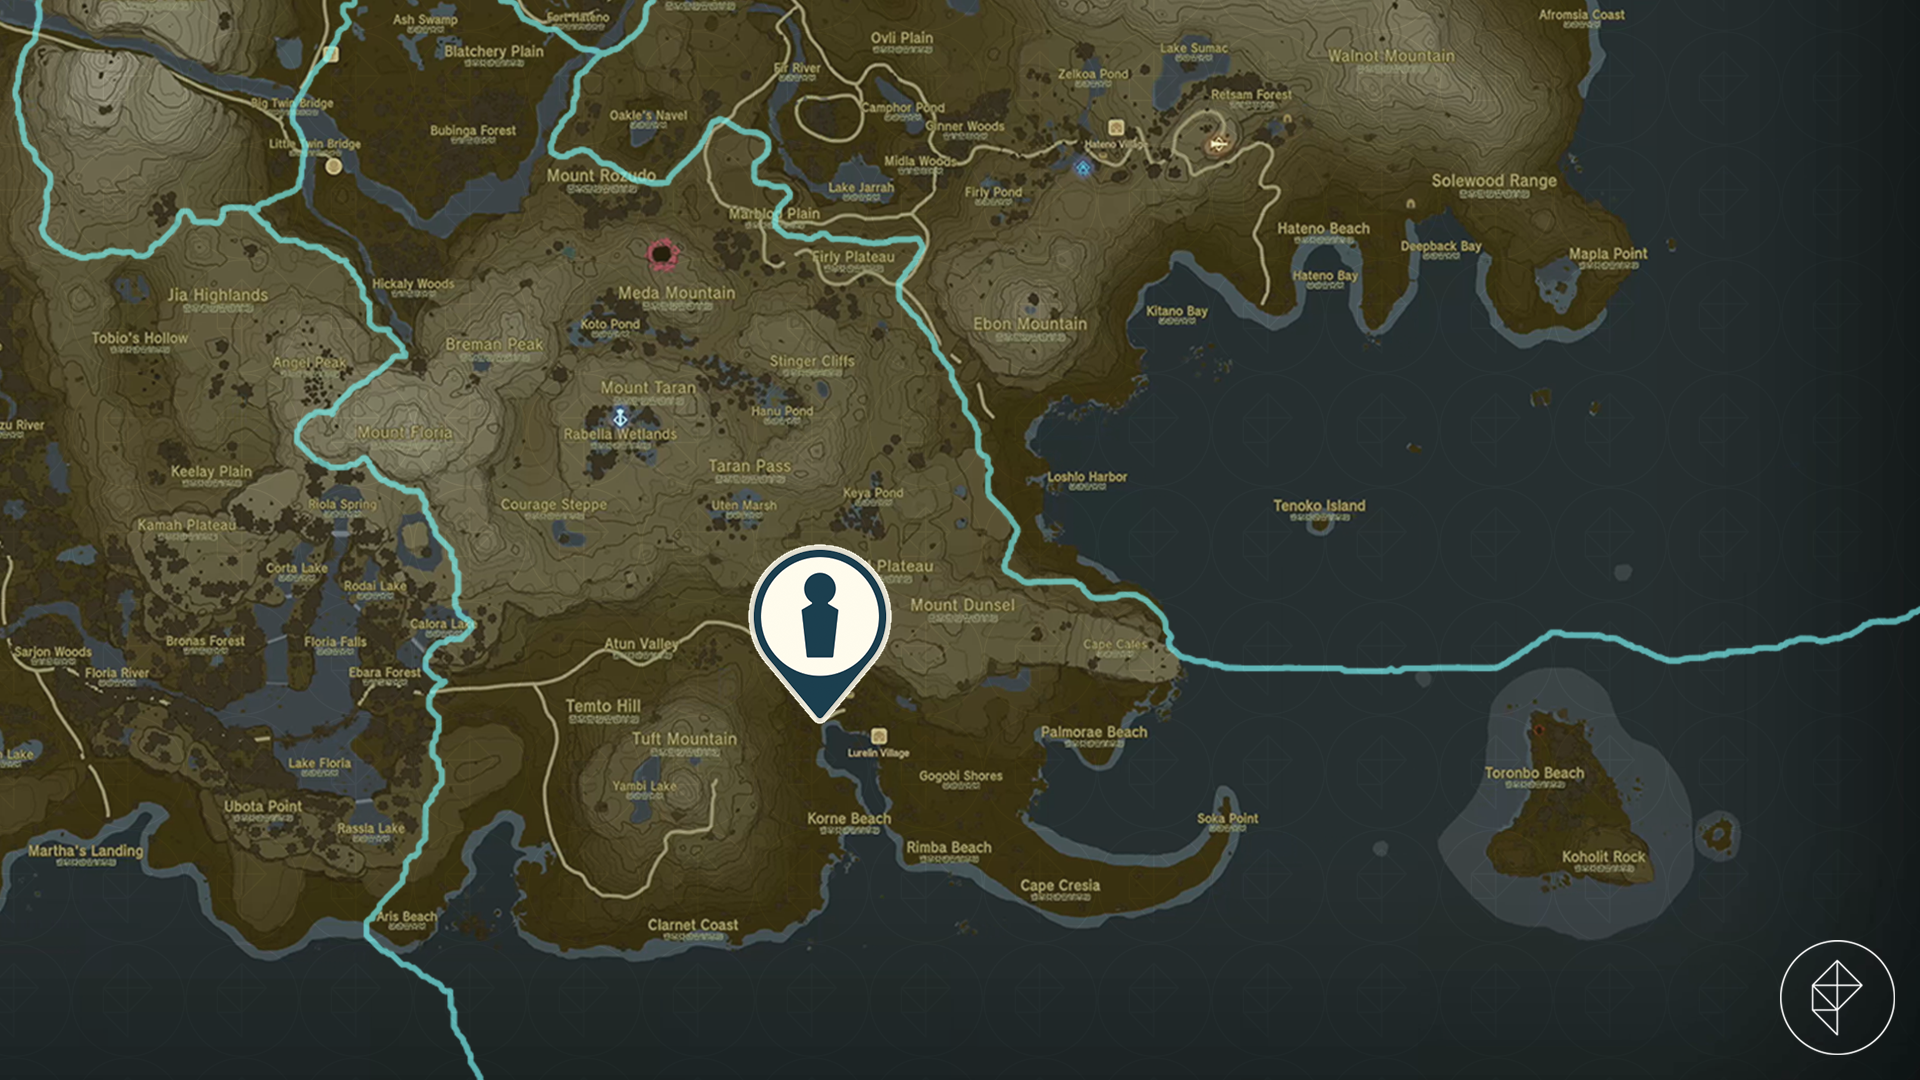 Afromsia Coast
Ash Swamp
Fort Hateno
Ovli Plain
Blatchery Plain
Lake Sumac
Walnot Mountain
Fir River
Zelkoa Pond
Retsam Forest
Big Twin Bridge
Oakle's Navel
Camphor Pond
Ginner Woods
Bubinga Forest
Little Twin Bridge
Hateno Village
Midla Woods
Mount Rozudo
Lake Jarrah
Firly Pond
Solewood Range
Marblod Plain
Hateno Beach
Deepback Bay
Mapla Point
Firly Plateau
Hateno Bay
Hickaly Woods
Jia Highlands
Meda Mountain
Kitano Bay
Koto Pond
Ebon Mountain
Tobio's Hollow
Breman Peak
Angel Peak
Stinger Cliffs
Mount Taran
Hanu Pond
zu River
Mount Floria
Rabella Wetlands
Keelay Plain
Taran Pass
Loshlo Harbor
Riola Spring
Courage Steppe
Uten Marsh
Keya Pond
Tenoko Island
Kamah Plateau
Corta Lake
Plateau
Rodai Lake
Mount Dunsel
Calora Lake
Bronas Forest
Floria Falls
Atun Valley
Cape Cales
Sarjon Woods
Floria River
Ebara Forest
Temto Hill
Palmorae Beach
Tuft Mountain
Lake
Lurelin Village
Lake Floria
Yambi Lake
Gogobi Shores
Toronbo Beach
Ubota Point
Korne Beach
Soka Point
Rassla Lake
Martha's Landing
Rimba Beach
Koholit Rock
Cape Cresia
Aris Beach
Clarnet Coast